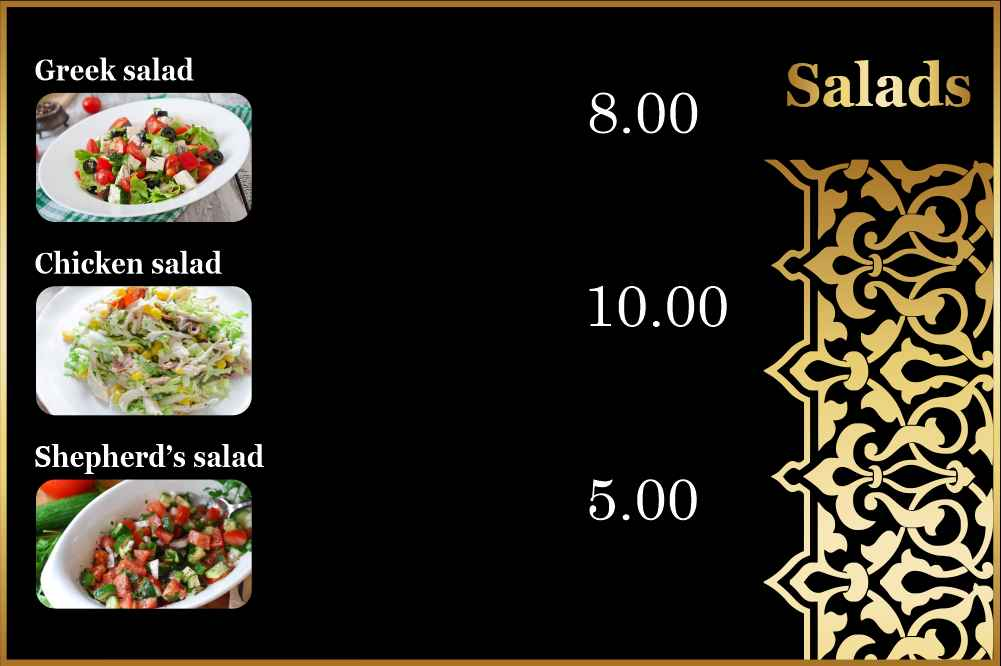 Salads
Greek salad
8.00
Chicken salad
10.00
Shepherd’s salad
5.00